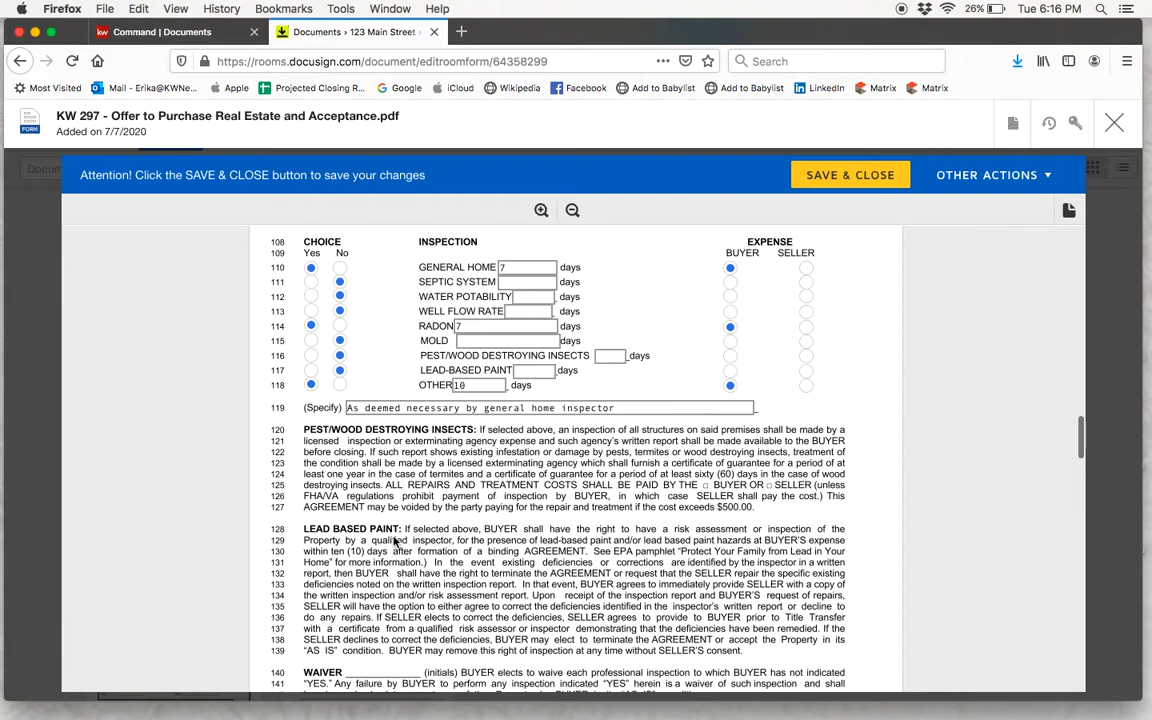 Firefox File Edit View History Bookmarks Tools Window Help 26% Tue 6:16 PM
kw Command | Documents Documents › 123 Main Street ›
https://rooms.docusign.com/document/editroomform/64358299 Search
Most Visited Mail - Erika@KWNe... Apple Projected Closing R... Google iCloud Wikipedia Facebook Add to Babylist Add to Babylist LinkedIn Matrix Matrix
KW 297 - Offer to Purchase Real Estate and Acceptance.pdf
FORM Added on 7/7/2020
Docum
Attention! Click the SAVE & CLOSE button to save your changes SAVE & CLOSE OTHER ACTIONS
108 CHOICE INSPECTION EXPENSE
109 Yes No BUYER SELLER
110 GENERAL HOME 7 days
111 SEPTIC SYSTEM days
112 WATER POTABILITY days
113 WELL FLOW RATE days
114 RADON 7 days
115 MOLD days
116 PEST/WOOD DESTROYING INSECTS days
117 LEAD-BASED PAINT days
118 OTHER 10 days
119 (Specify) As deemed necessary by general home inspector
120 PEST/WOOD DESTROYING INSECTS: If selected above, an inspection of all structures on said premises shall be made by a
121 licensed inspection or exterminating agency expense and such agency's written report shall be made available to the BUYER
122 before closing. If such report shows existing infestation or damage by pests, termites or wood destroying insects, treatment of
123 the condition shall be made by a licensed exterminating agency which shall furnish a certificate of guarantee for a period of at
124 least one year in the case of termites and a certificate of guarantee for a period of at least sixty (60) days in the case of wood
125 destroying insects. ALL REPAIRS AND TREATMENT COSTS SHALL BE PAID BY THE □ BUYER OR □ SELLER (unless
126 FHA/VA regulations prohibit payment of inspection by BUYER, in which case SELLER shall pay the cost.) This
127 AGREEMENT may be voided by the party paying for the repair and treatment if the cost exceeds $500.00.
128 LEAD BASED PAINT: If selected above, BUYER shall have the right to have a risk assessment or inspection of the
129 Property by a qualified inspector, for the presence of lead-based paint and/or lead based paint hazards at BUYER'S expense
130 within ten (10) days after formation of a binding AGREEMENT. See EPA pamphlet "Protect Your Family from Lead in Your
131 Home" for more information.) In the event existing deficiencies or corrections are identified by the inspector in a written
132 report, then BUYER shall have the right to terminate the AGREEMENT or request that the SELLER repair the specific existing
133 deficiencies noted on the written inspection report. In that event, BUYER agrees to immediately provide SELLER with a copy of
134 the written inspection and/or risk assessment report. Upon receipt of the inspection report and BUYER'S request of repairs,
135 SELLER will have the option to either agree to correct the deficiencies identified in the inspector's written report or decline to
136 do any repairs. If SELLER elects to correct the deficiencies, SELLER agrees to provide to BUYER prior to Title Transfer
137 with a certificate from a qualified risk assessor or inspector demonstrating that the deficiencies have been remedied. If the
138 SELLER declines to correct the deficiencies, BUYER may elect to terminate the AGREEMENT or accept the Property in its
139 "AS IS" condition. BUYER may remove this right of inspection at any time without SELLER'S consent.
140 WAIVER ____________ (initials) BUYER elects to waive each professional inspection to which BUYER has not indicated
141 "YES." Any failure by BUYER to perform any inspection indicated "YES" herein is a waiver of such inspection and shall